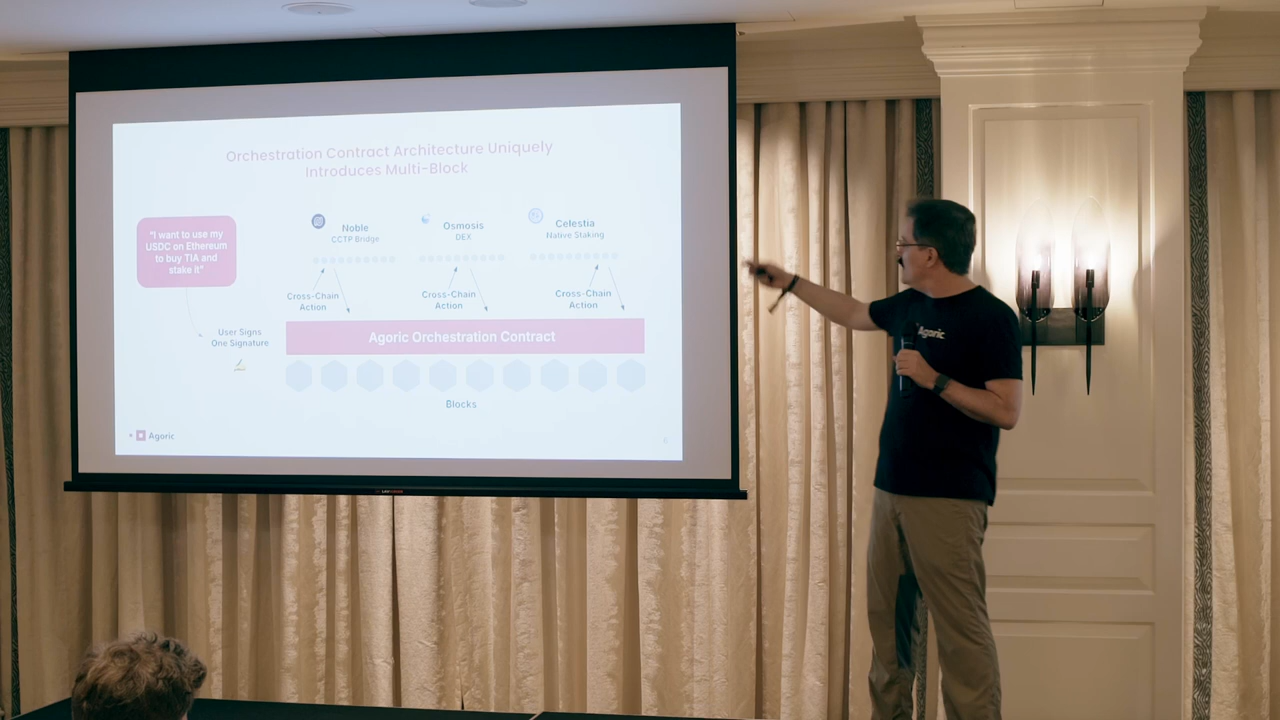 Orchestration Contract Architecture Uniquely
Introduces Multi-Block
"I want to use my
USDC on Ethereum
to buy TIA and
stake it"
Noble
CCTP Bridge
Osmosis
DEX
Celestia
Native Staking
Cross-Chain
Action
Cross-Chain
Action
Cross-Chain
Action
User Signs
One Signature
Agoric Orchestration Contract
Blocks
Agoric
Agoric